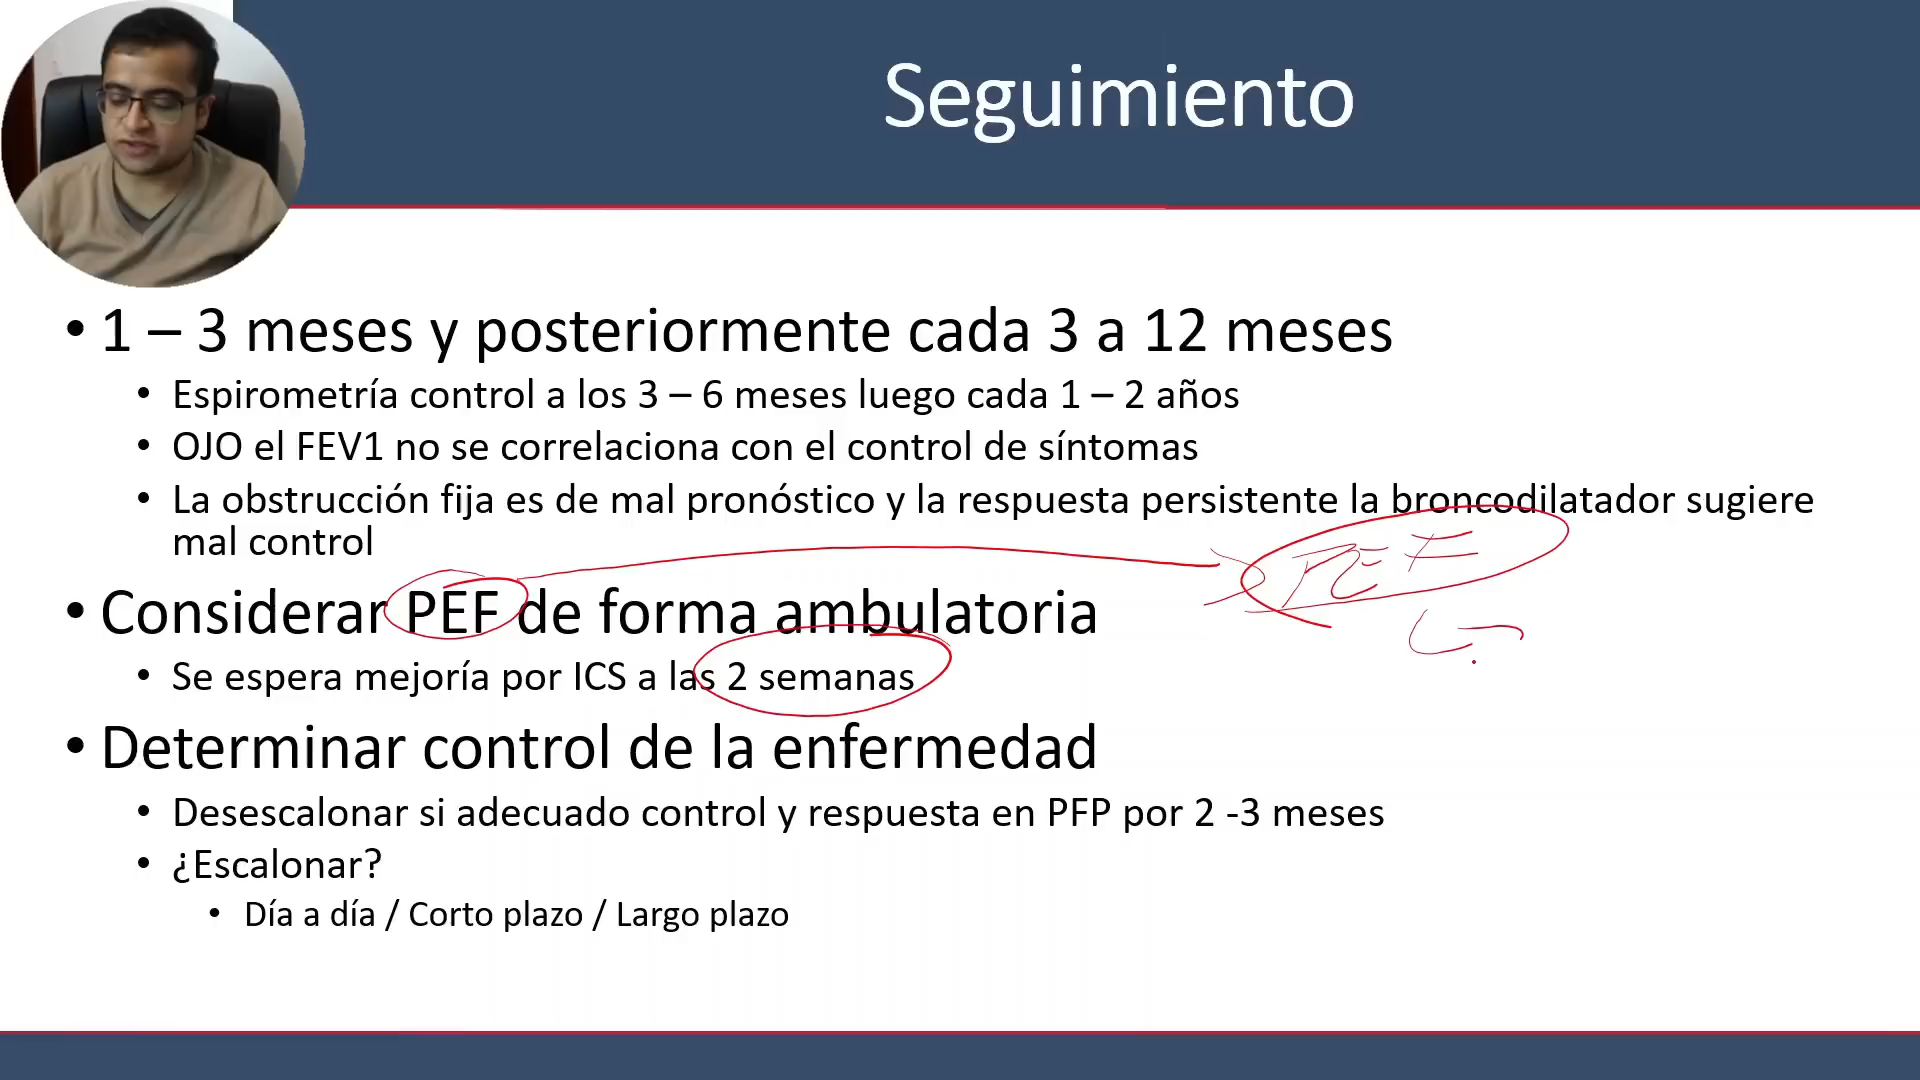 Seguimiento
• 1 – 3 meses y posteriormente cada 3 a 12 meses
• Espirometría control a los 3 – 6 meses luego cada 1 – 2 años
• OJO el FEV1 no se correlaciona con el control de síntomas
• La obstrucción fija es de mal pronóstico y la respuesta persistente la broncodilatador sugiere
mal control
PEF
• Considerar PEF de forma ambulatoria
• Se espera mejoría por ICS a las 2 semanas
• Determinar control de la enfermedad
• Desescalonar si adecuado control y respuesta en PFP por 2 -3 meses
• ¿Escalonar?
• Día a día / Corto plazo / Largo plazo